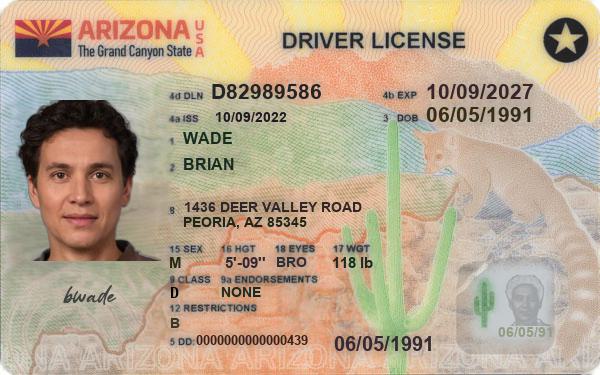 ARIZONA USA
The Grand Canyon State
DRIVER LICENSE
4d DLN D82989586
4b EXP 10/09/2027
4a ISS 10/09/2022
3 DOB 06/05/1991
1 WADE
2 BRIAN
8 1436 DEER VALLEY ROAD
PEORIA, AZ 85345
15 SEX 16 HGT 18 EYES 17 WGT
M 5'-09" BRO 118 lb
9 CLASS 9a ENDORSEMENTS
D NONE
12 RESTRICTIONS
B
bwade
06/05/91
5 DD: 0000000000000439
06/05/1991
ARIZONA ARIZONA ARIZONA ARIZONA